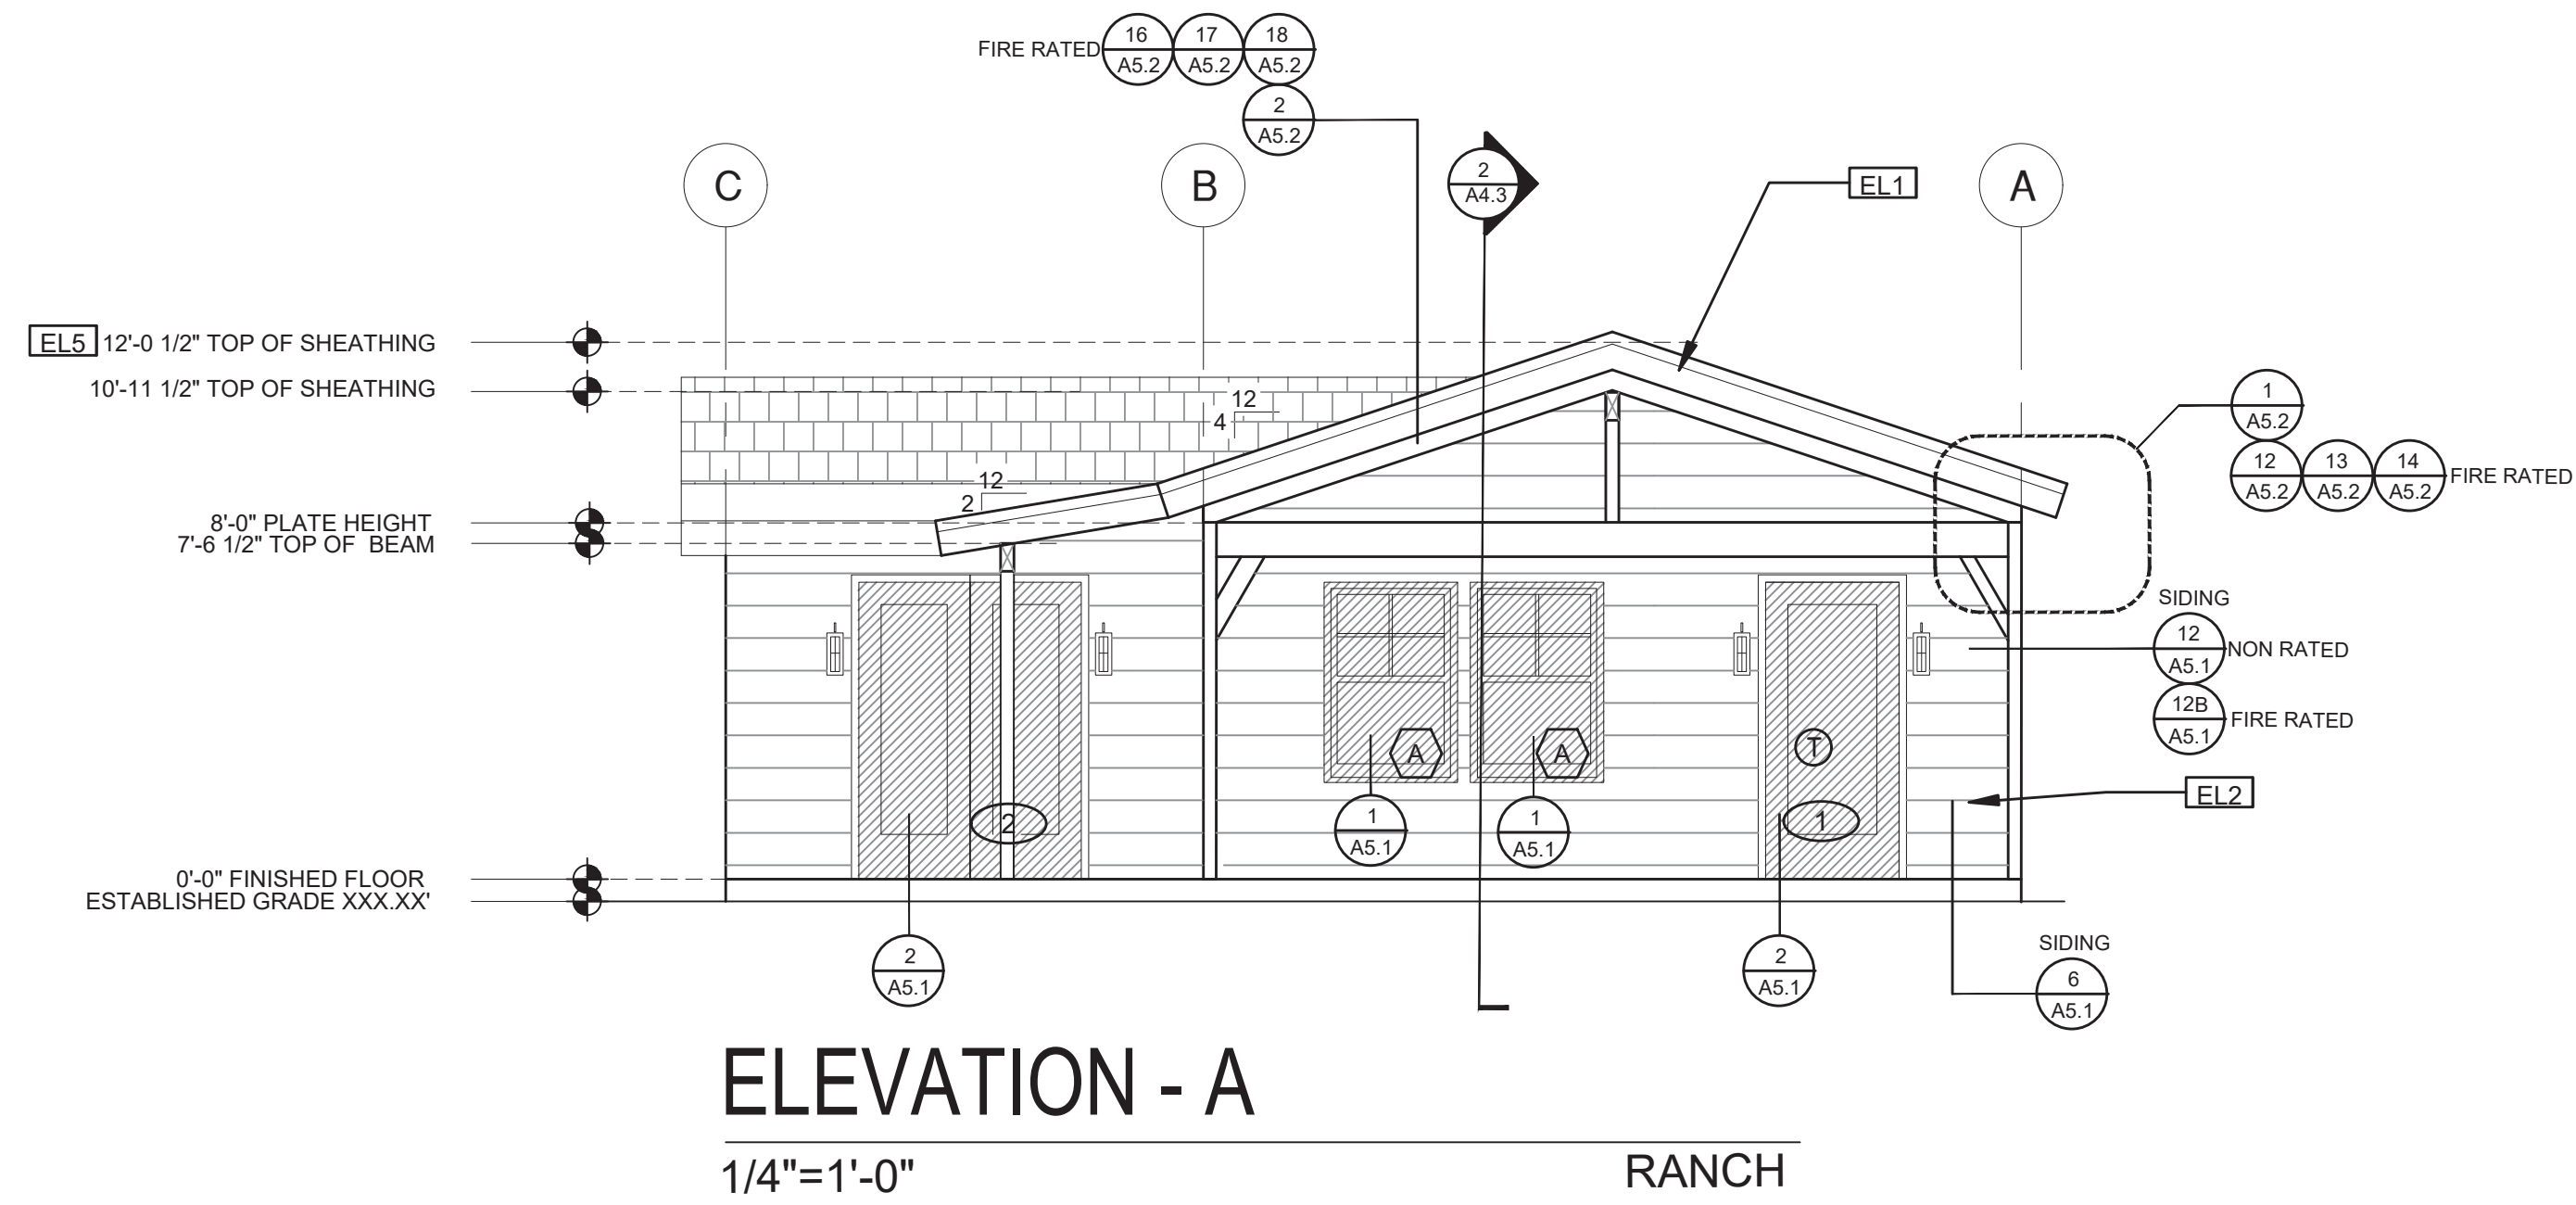 FIRE RATED 16 A5.2 17 A5.2 18 A5.2
2 A5.2
C
B
2 A4.3
EL1
A
EL5 12'-0 1/2" TOP OF SHEATHING
10'-11 1/2" TOP OF SHEATHING
12
4
12
2
1 A5.2
12 A5.2 13 A5.2 14 A5.2 FIRE RATED
8'-0" PLATE HEIGHT
7'-6 1/2" TOP OF BEAM
SIDING
12 A5.1 NON RATED
12B A5.1 FIRE RATED
A
A
T
EL2
2
1 A5.1
1 A5.1
1
0'-0" FINISHED FLOOR
ESTABLISHED GRADE XXX.XX'
2 A5.1
2 A5.1
SIDING
6 A5.1
ELEVATION - A
1/4"=1'-0"
RANCH